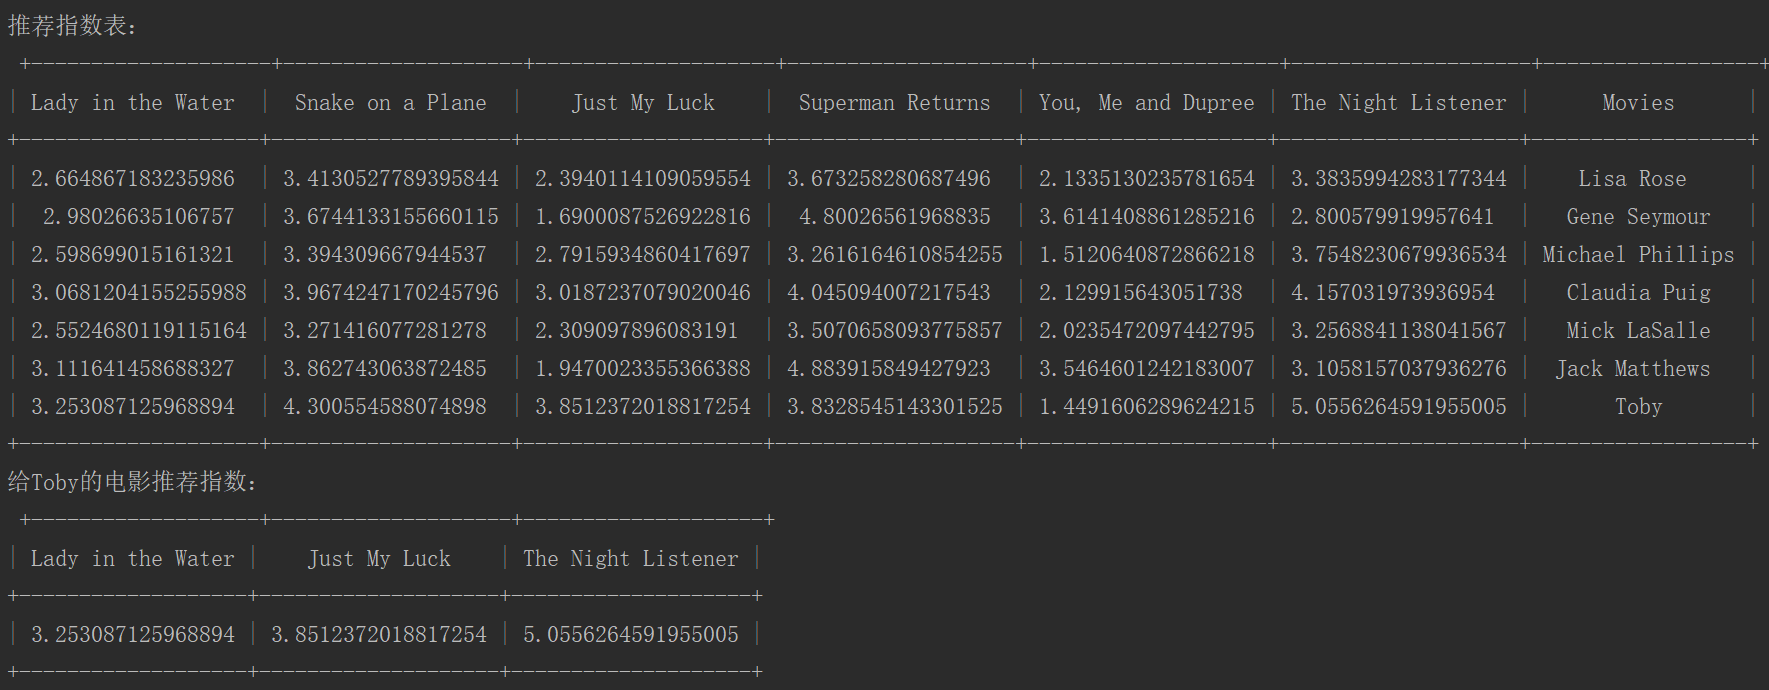 推荐指数表:
+--------------------+--------------------+--------------------+--------------------+--------------------+--------------------+------------------+
| Lady in the Water | Snake on a Plane | Just My Luck | Superman Returns | You, Me and Dupree | The Night Listener | Movies |
+--------------------+--------------------+--------------------+--------------------+--------------------+--------------------+------------------+
| 2.664867183235986 | 3.4130527789395844 | 2.3940114109059554 | 3.673258280687496 | 2.1335130235781654 | 3.3835994283177344 | Lisa Rose |
| 2.98026635106757 | 3.6744133155660115 | 1.6900087526922816 | 4.80026561968835 | 3.6141408861285216 | 2.800579919957641 | Gene Seymour |
| 2.598699015161321 | 3.394309667944537 | 2.7915934860417697 | 3.2616164610854255 | 1.5120640872866218 | 3.7548230679936534 | Michael Phillips |
| 3.0681204155255988 | 3.9674247170245796 | 3.0187237079020046 | 4.045094007217543 | 2.129915643051738 | 4.157031973936954 | Claudia Puig |
| 2.5524680119115164 | 3.271416077281278 | 2.309097896083191 | 3.5070658093775857 | 2.0235472097442795 | 3.2568841138041567 | Mick LaSalle |
| 3.111641458688327 | 3.862743063872485 | 1.9470023355366388 | 4.883915849427923 | 3.5464601242183007 | 3.1058157037936276 | Jack Matthews |
| 3.253087125968894 | 4.300554588074898 | 3.8512372018817254 | 3.8328545143301525 | 1.4491606289624215 | 5.0556264591955005 | Toby |
+--------------------+--------------------+--------------------+--------------------+--------------------+--------------------+------------------+
给Toby的电影推荐指数:
+-------------------+--------------------+--------------------+
| Lady in the Water | Just My Luck | The Night Listener |
+-------------------+--------------------+--------------------+
| 3.253087125968894 | 3.8512372018817254 | 5.0556264591955005 |
+-------------------+--------------------+--------------------+